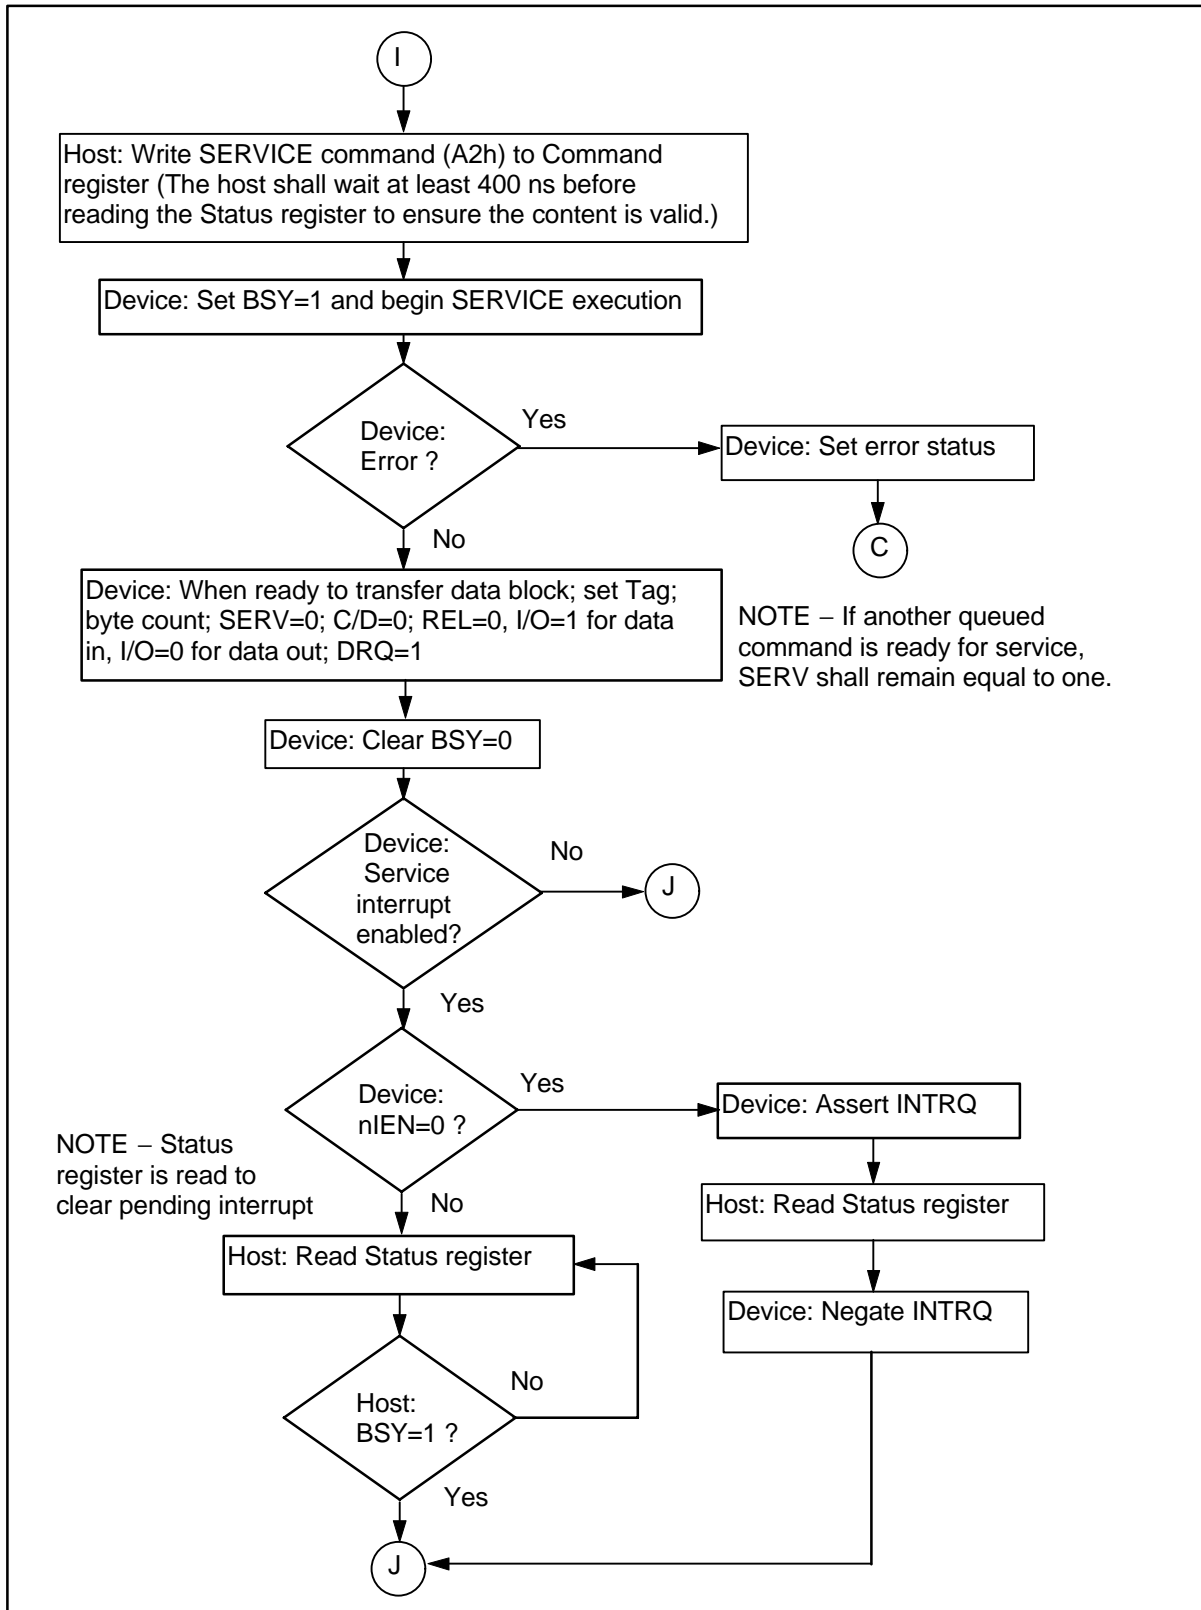 I
Host: Write SERVICE command (A2h) to Command
register (The host shall wait at least 400 ns before
reading the Status register to ensure the content is valid.)
Device: Set BSY=1 and begin SERVICE execution
Device:
Error ?
Yes
Device: Set error status
C
No
Device: When ready to transfer data block; set Tag;
byte count; SERV=0; C/D=0; REL=0, I/O=1 for data
in, I/O=0 for data out; DRQ=1
NOTE – If another queued
command is ready for service,
SERV shall remain equal to one.
Device: Clear BSY=0
Device:
Service
interrupt
enabled?
No
J
Yes
Device:
nIEN=0 ?
Yes
Device: Assert INTRQ
NOTE – Status
register is read to
clear pending interrupt
No
Host: Read Status register
Host: Read Status register
Device: Negate INTRQ
Host:
BSY=1 ?
No
Yes
J